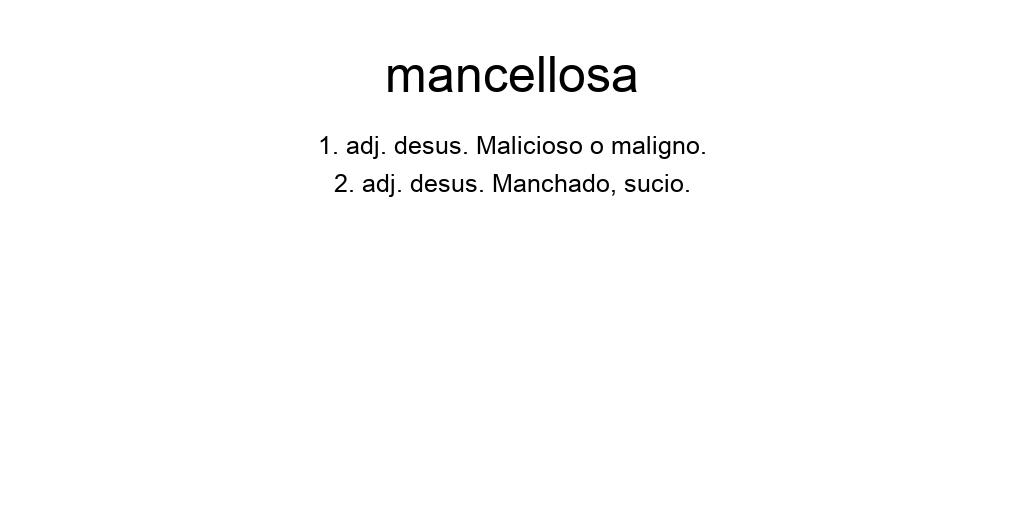 mancellosa
1. adj. desus. Malicioso o maligno.
2. adj. desus. Manchado, sucio.